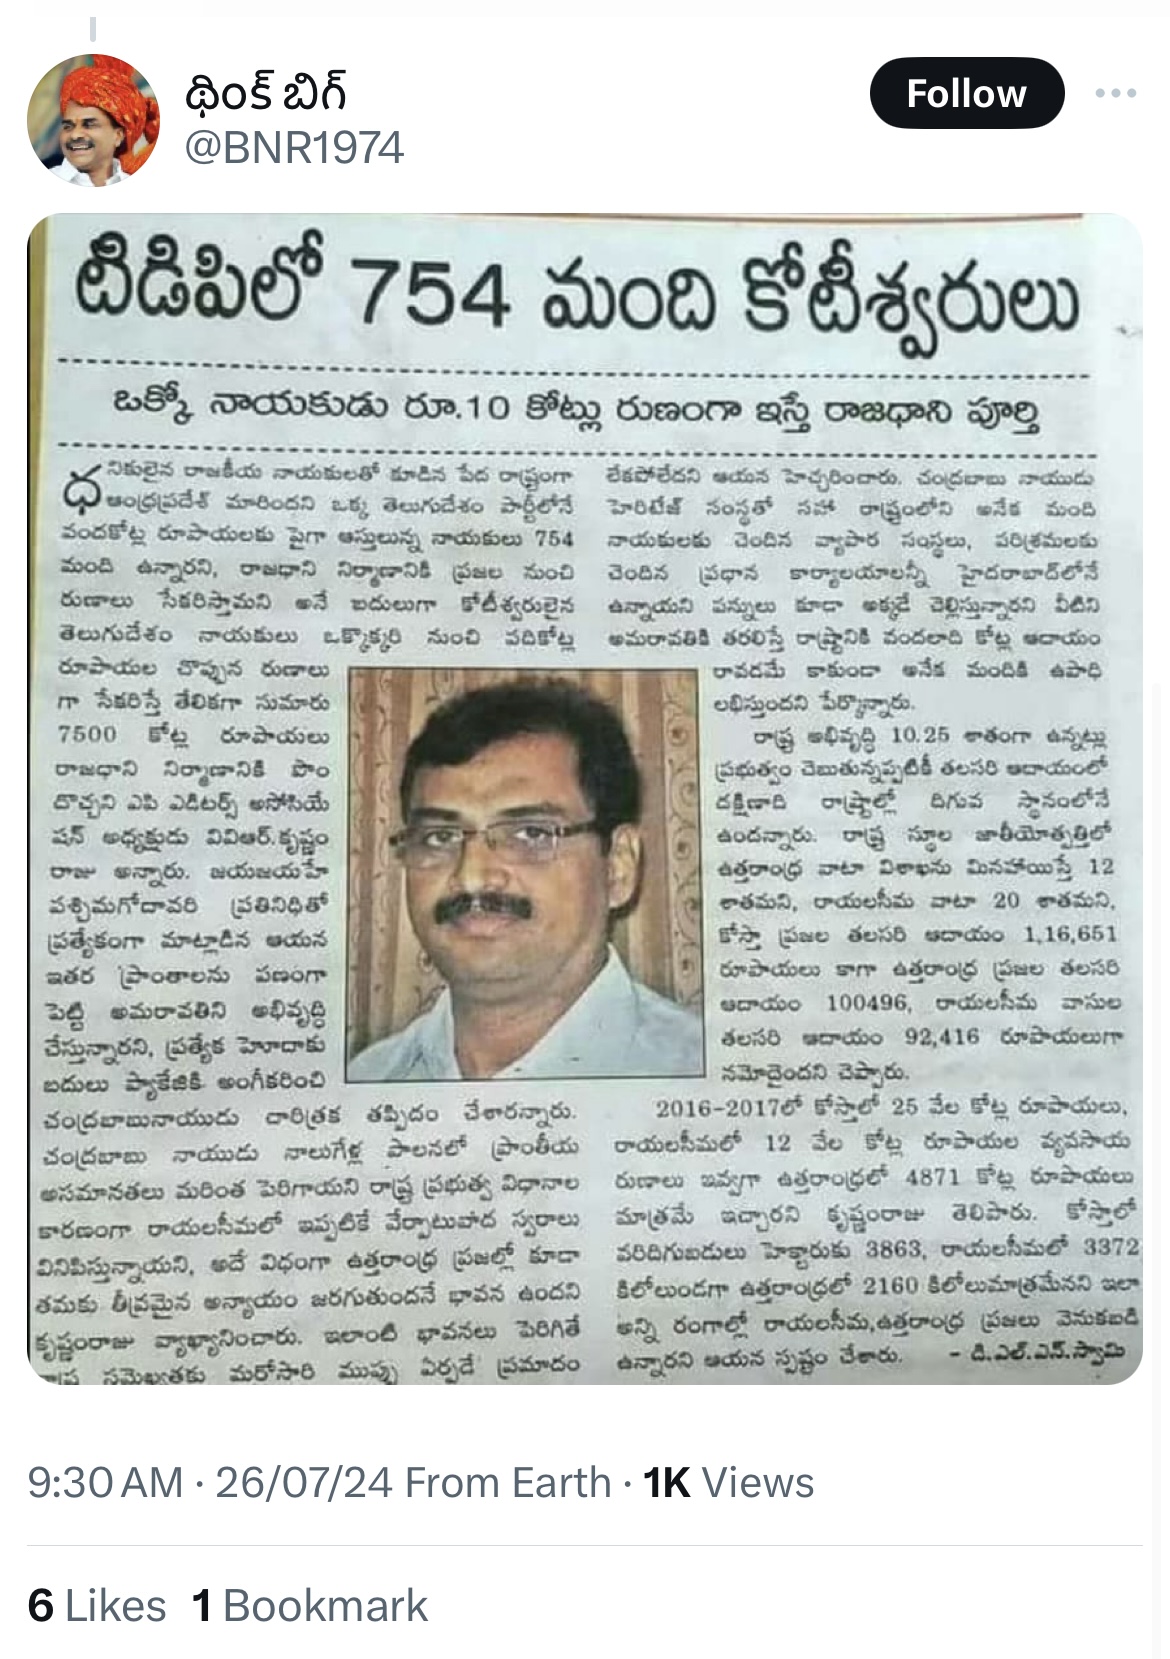 థింక్ బిగ్
@BNR1974
Follow
టిడిపిలో 754 మంది కోటీశ్వరులు
ఒక్కో నాయకుడు రూ.10 కోట్లు రుణంగా ఇస్తే రాజధాని పూర్తి
ధనికులైన రాజకీయ నాయకులతో కూడిన పేద రాష్ట్రంగా
ఆంధ్రప్రదేశ్ మారిందని ఒక్క తెలుగుదేశం పార్టీలోనే
వందకోట్ల రూపాయలకు పైగా ఆస్తులున్న నాయకులు 754
మంది ఉన్నారని, రాజధాని నిర్మాణానికి ప్రజల నుంచి
రుణాలు సేకరిస్తామని అనే బదులుగా కోటీశ్వరులైన
తెలుగుదేశం నాయకులు ఒక్కొక్కరి నుంచి పదికోట్ల
రూపాయల చొప్పున రుణాలు
గా సేకరిస్తే తేలికగా సుమారు
7500 కోట్ల రూపాయలు
రాజధాని నిర్మాణానికి పొం
దొచ్చని ఎపి ఎడిటర్స్ అసోసియే
షన్ అధ్యక్షుడు వివిఆర్.కృష్ణం
రాజు అన్నారు. జయజయహే
పశ్చిమగోదావరి ప్రతినిధితో
ప్రత్యేకంగా మాట్లాడిన ఆయన
ఇతర ప్రాంతాలను పణంగా
పెట్టి అమరావతిని అభివృద్ధి
చేస్తున్నారని, ప్రత్యేక హెూదాకు
బదులు ప్యాకేజికి అంగీకరించి
చంద్రబాబునాయుడు చారిత్రక తప్పిదం చేశారన్నారు.
చంద్రబాబు నాయుడు నాలుగేళ్ల పాలనలో ప్రాంతీయ
అసమానతలు మరింత పెరిగాయని రాష్ట్ర ప్రభుత్వ విధానాల
కారణంగా రాయలసీమలో ఇప్పటికే వేర్పాటువాద స్వరాలు
వినిపిస్తున్నాయని, అదే విధంగా ఉత్తరాంధ్ర ప్రజల్లో కూడా
తమకు తీవ్రమైన అన్యాయం జరుగుతుందనే భావన ఉందని
కృష్ణంరాజు వ్యాఖ్యానించారు. ఇలాంటి భావనలు పెరిగితే
సమైఖ్యతకు మరోసారి ముప్పు ఏర్పడే ప్రమాదం
లేకపోలేదని ఆయన హెచ్చరించారు. చంద్రబాబు నాయుడు
హెరిటేజ్ సంస్థతో సహా రాష్ట్రంలోని అనేక మంది
నాయకులకు చెందిన వ్యాపార సంస్థలు, పరిశ్రమలకు
చెందిన ప్రధాన కార్యాలయాలన్నీ హైదరాబాద్‌లోనే
ఉన్నాయని పన్నులు కూడా అక్కడే చెల్లిస్తున్నారని వీటిని
అమరావతికి తరలిస్తే రాష్ట్రానికి వందలాది కోట్ల ఆదాయం
రావడమే కాకుండా అనేక మందికి ఉపాధి
లభిస్తుందని పేర్కొన్నారు.
రాష్ట్ర అభివృద్ధి 10.25 శాతంగా ఉన్నట్లు
ప్రభుత్వం చెబుతున్నప్పటికీ తలసరి ఆదాయంలో
దక్షిణాది రాష్ట్రాల్లో దిగువ స్థానంలోనే
ఉందన్నారు. రాష్ట్ర స్థూల జాతీయోత్పత్తిలో
ఉత్తరాంధ్ర వాటా విశాఖను మినహాయిస్తే 12
శాతమని, రాయలసీమ వాటా 20 శాతమని,
కోస్తా ప్రజల తలసరి ఆదాయం 1,16,651
రూపాయలు కాగా ఉత్తరాంధ్ర ప్రజల తలసరి
ఆదాయం 100496, రాయలసీమ వాసుల
తలసరి ఆదాయం 92,416 రూపాయలుగా
నమోదైందని చెప్పారు.
2016-2017లో కోస్తాలో 25 వేల కోట్ల రూపాయలు,
రాయలసీమలో 12 వేల కోట్ల రూపాయల వ్యవసాయ
రుణాలు ఇవ్వగా ఉత్తరాంధ్రలో 4871 కోట్ల రూపాయలు
మాత్రమే ఇచ్చారని కృష్ణంరాజు తెలిపారు. కోస్తాలో
వరిదిగుబడులు హెక్టారుకు 3863, రాయలసీమలో 3372
కిలోలుండగా ఉత్తరాంధ్రలో 2160 కిలోలుమాత్రమేనని ఇలా
అన్ని రంగాల్లో రాయలసీమ,ఉత్తరాంధ్ర ప్రజలు వెనుకబడి
ఉన్నారని ఆయన స్పష్టం చేశారు. - డి.ఎల్.ఎన్.స్వామి
9:30 AM · 26/07/24 From Earth · 1K Views
6 Likes 1 Bookmark